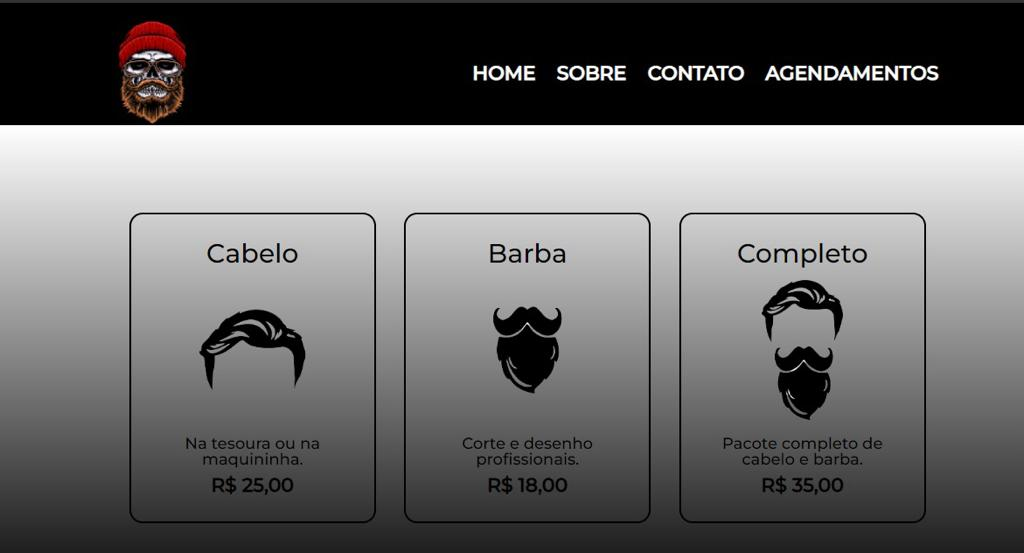 HOME SOBRE CONTATO AGENDAMENTOS
Cabelo
Na tesoura ou na
maquininha.
R$ 25,00
Barba
Corte e desenho
profissionais.
R$ 18,00
Completo
Pacote completo de
cabelo e barba.
R$ 35,00